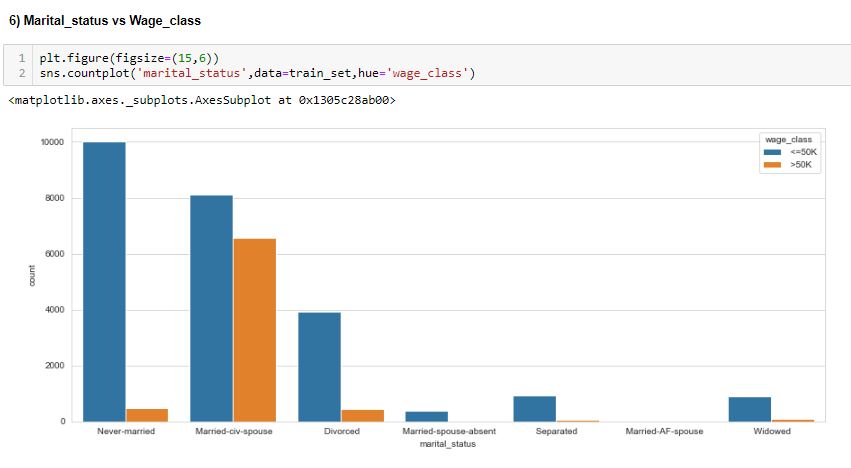 6) Marital_status vs Wage_class
1 plt.figure(figsize=(15,6))
2 sns.countplot('marital_status',data=train_set,hue='wage_class')
<matplotlib.axes._subplots.AxesSubplot at 0x1305c28ab00>
wage_class
<=50K
>50K
10000
8000
6000
4000
2000
0
count
Never-married Married-civ-spouse Divorced Married-spouse-absent Separated Married-AF-spouse Widowed
marital_status